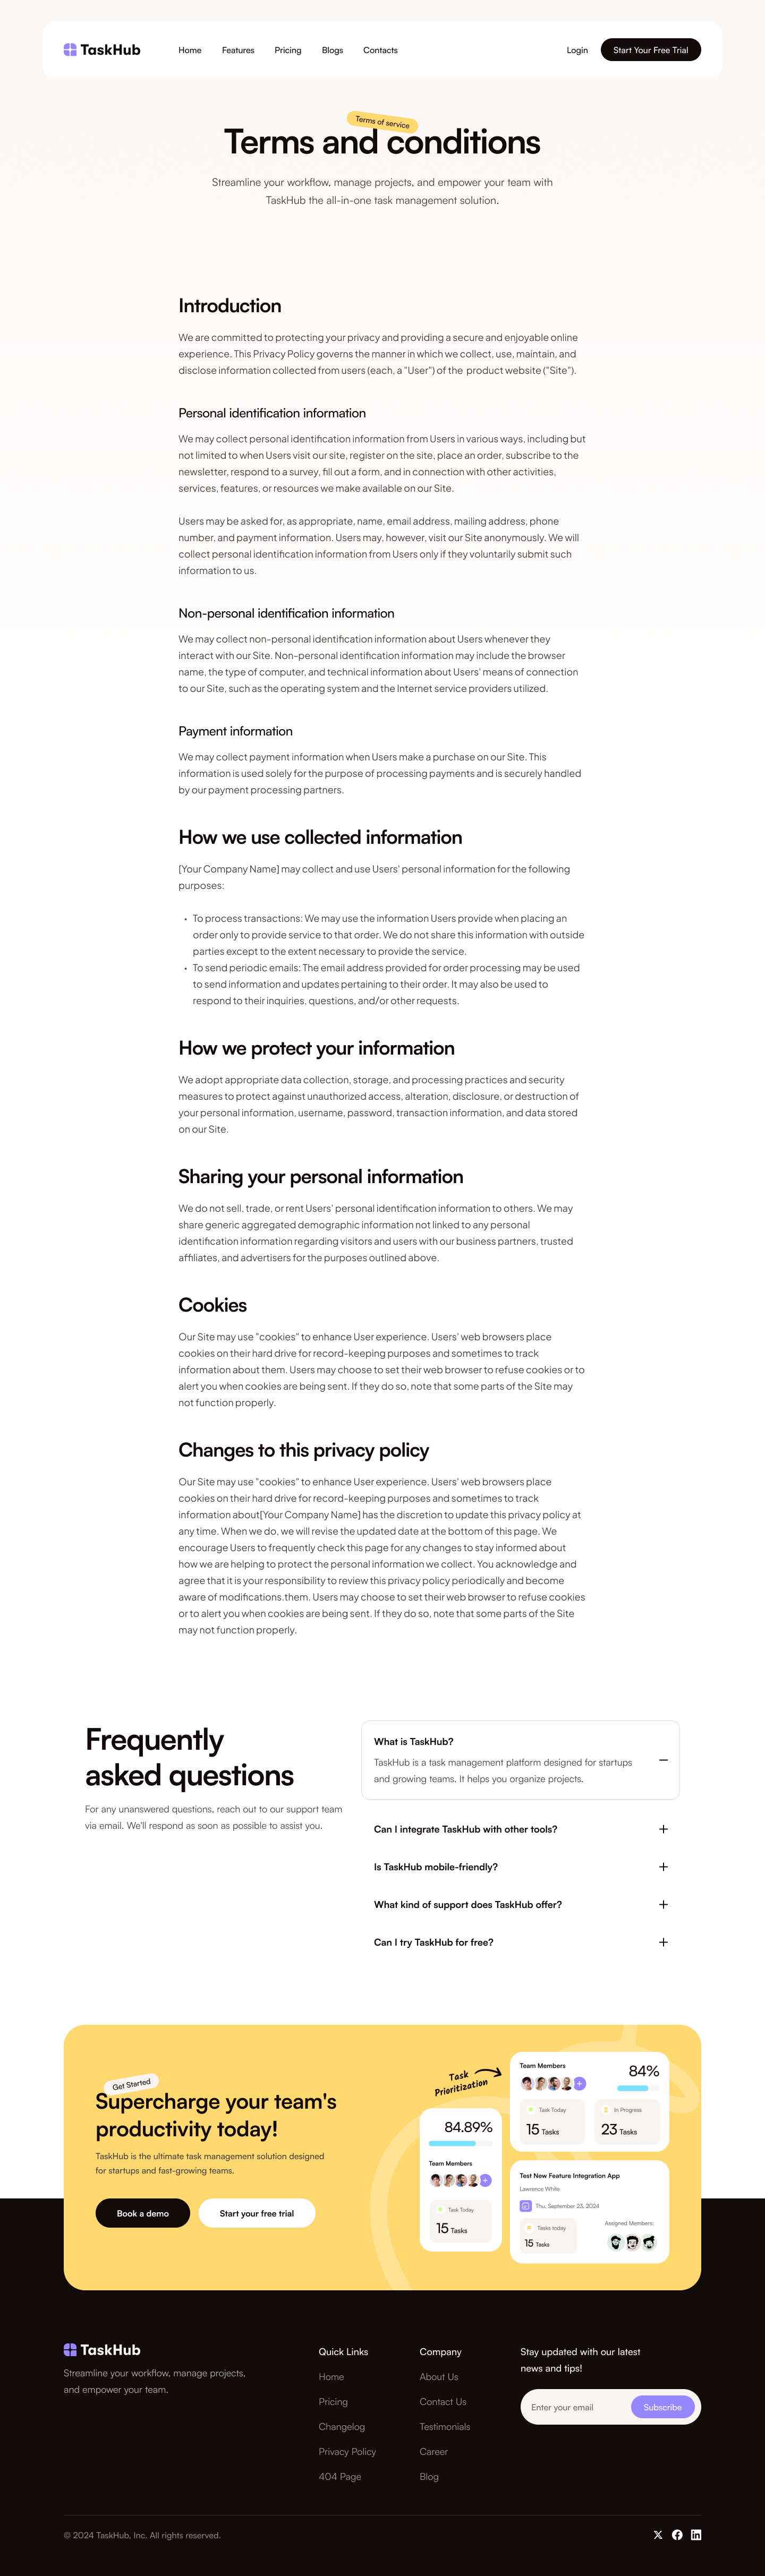 TaskHub
Home
Features
Pricing
Blogs
Contacts
Login
Start Your Free Trial
Terms of service
Terms and conditions
Streamline your workflow, manage projects, and empower your team with
TaskHub the all-in-one task management solution.
Introduction
We are committed to protecting your privacy and providing a secure and enjoyable online
experience. This Privacy Policy governs the manner in which we collect, use, maintain, and
disclose information collected from users (each, a "User") of the product website ("Site").
Personal identification information
We may collect personal identification information from Users in various ways, including but
not limited to when Users visit our site, register on the site, place an order, subscribe to the
newsletter, respond to a survey, fill out a form, and in connection with other activities,
services, features, or resources we make available on our Site.
Users may be asked for, as appropriate, name, email address, mailing address, phone
number, and payment information. Users may, however, visit our Site anonymously. We will
collect personal identification information from Users only if they voluntarily submit such
information to us.
Non-personal identification information
We may collect non-personal identification information about Users whenever they
interact with our Site. Non-personal identification information may include the browser
name, the type of computer, and technical information about Users' means of connection
to our Site, such as the operating system and the Internet service providers utilized.
Payment information
We may collect payment information when Users make a purchase on our Site. This
information is used solely for the purpose of processing payments and is securely handled
by our payment processing partners.
How we use collected information
[Your Company Name] may collect and use Users' personal information for the following
purposes:
• To process transactions: We may use the information Users provide when placing an
order only to provide service to that order. We do not share this information with outside
parties except to the extent necessary to provide the service.
• To send periodic emails: The email address provided for order processing may be used
to send information and updates pertaining to their order. It may also be used to
respond to their inquiries, questions, and/or other requests.
How we protect your information
We adopt appropriate data collection, storage, and processing practices and security
measures to protect against unauthorized access, alteration, disclosure, or destruction of
your personal information, username, password, transaction information, and data stored
on our Site.
Sharing your personal information
We do not sell, trade, or rent Users' personal identification information to others. We may
share generic aggregated demographic information not linked to any personal
identification information regarding visitors and users with our business partners, trusted
affiliates, and advertisers for the purposes outlined above.
Cookies
Our Site may use "cookies" to enhance User experience. Users' web browsers place
cookies on their hard drive for record-keeping purposes and sometimes to track
information about them. Users may choose to set their web browser to refuse cookies or to
alert you when cookies are being sent. If they do so, note that some parts of the Site may
not function properly.
Changes to this privacy policy
Our Site may use "cookies" to enhance User experience. Users' web browsers place
cookies on their hard drive for record-keeping purposes and sometimes to track
information about[Your Company Name] has the discretion to update this privacy policy at
any time. When we do, we will revise the updated date at the bottom of this page. We
encourage Users to frequently check this page for any changes to stay informed about
how we are helping to protect the personal information we collect. You acknowledge and
agree that it is your responsibility to review this privacy policy periodically and become
aware of modifications.them. Users may choose to set their web browser to refuse cookies
or to alert you when cookies are being sent. If they do so, note that some parts of the Site
may not function properly.
Frequently
asked questions
For any unanswered questions, reach out to our support team
via email. We'll respond as soon as possible to assist you.
What is TaskHub?
TaskHub is a task management platform designed for startups
and growing teams. It helps you organize projects.
Can I integrate TaskHub with other tools?
Is TaskHub mobile-friendly?
What kind of support does TaskHub offer?
Can I try TaskHub for free?
Get Started
Supercharge your team's
productivity today!
TaskHub is the ultimate task management solution designed
for startups and fast-growing teams.
Book a demo
Start your free trial
Task
Prioritization
84.89%
Team Members
Task Today
15 Tasks
Team Members
84%
Task Today
15 Tasks
In Progress
23 Tasks
Test New Feature Integration App
Lawrence White
Thu, September 23, 2024
Tasks today
15 Tasks
Assigned Members:
TaskHub
Streamline your workflow, manage projects,
and empower your team.
Quick Links
Home
Pricing
Changelog
Privacy Policy
404 Page
Company
About Us
Contact Us
Testimonials
Career
Blog
Stay updated with our latest
news and tips!
Enter your email
Subscribe
© 2024 TaskHub, Inc. All rights reserved.